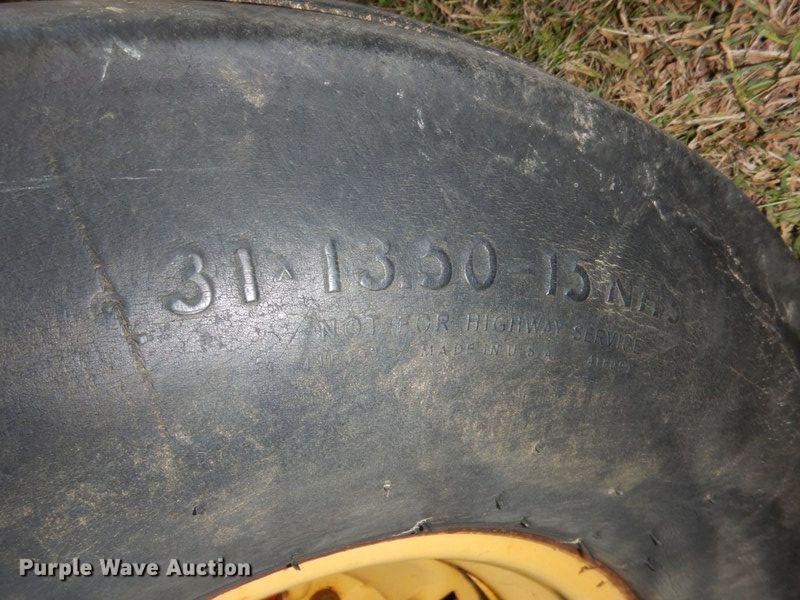 31x13.50-15 NHS
NOT FOR HIGHWAY SERVICE
MADE IN U.S.A.
Purple Wave Auction